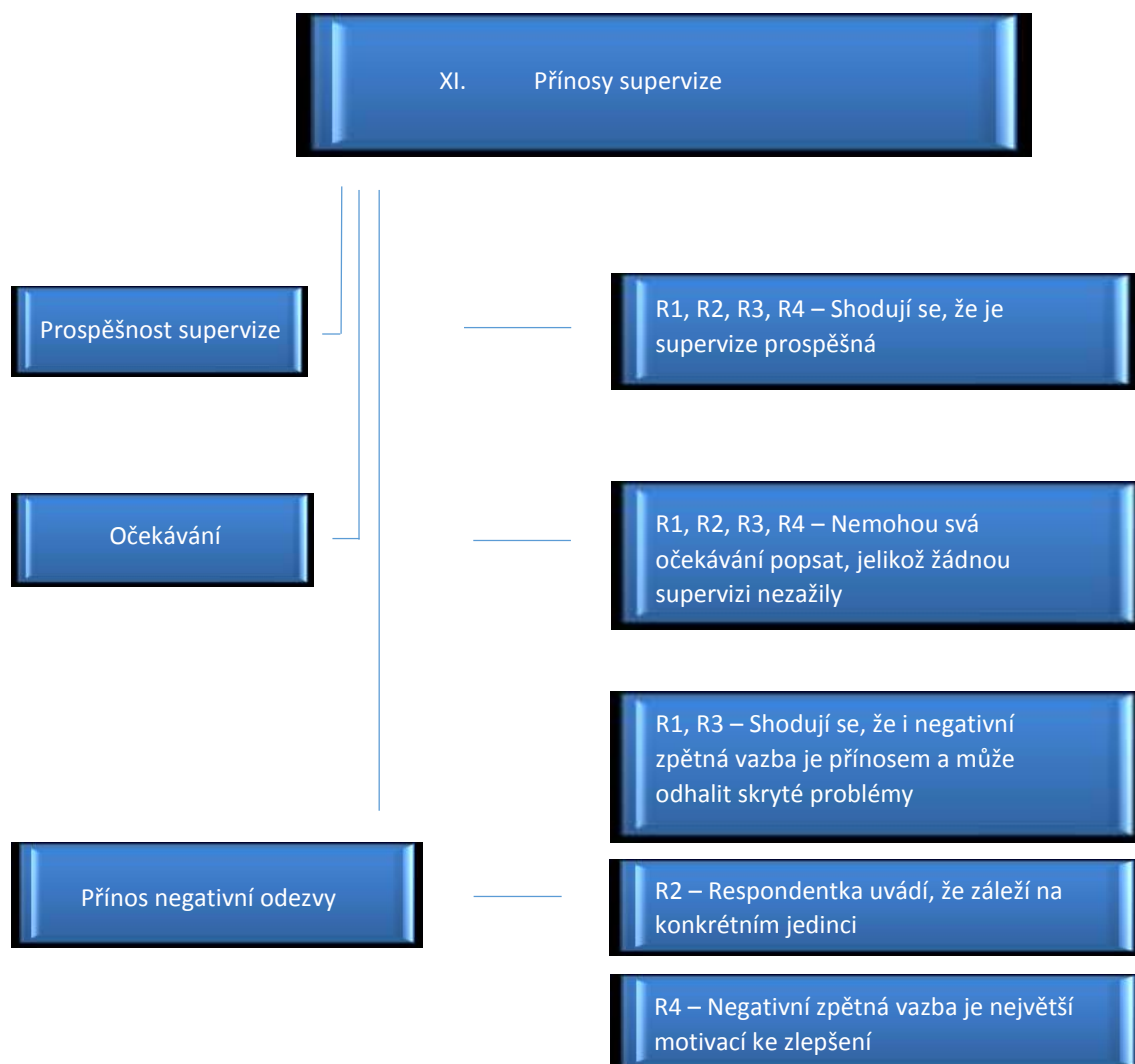 XI. Přínosy supervize
Prospěšnost supervize
R1, R2, R3, R4 – Shodují se, že je
supervize prospěšná
Očekávání
R1, R2, R3, R4 – Nemohou svá
očekávání popsat, jelikož žádnou
supervizi nezažily
R1, R3 – Shodují se, že i negativní
zpětná vazba je přínosem a může
odhalit skryté problémy
Přínos negativní odezvy
R2 – Respondentka uvádí, že záleží na
konkrétním jedinci
R4 – Negativní zpětná vazba je největší
motivací ke zlepšení